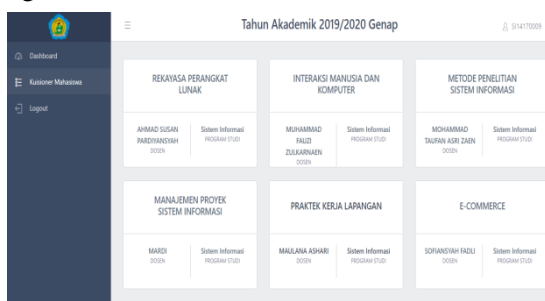 Tahun Akademik 2019/2020 Genap
SI14170009
Dashboard
Kuisioner Mahasiswa
Logout
REKAYASA PERANGKAT
LUNAK
AHMAD SUSAN
PARDIYANSYAH
DOSEN
Sistem Informasi
PROGRAM STUDI
INTERAKSI MANUSIA DAN
KOMPUTER
MUHAMMAD
FAUZI
ZULKARNAEN
DOSEN
Sistem Informasi
PROGRAM STUDI
METODE PENELITIAN
SISTEM INFORMASI
MOHAMMAD
TAUFAN ASRI ZAEN
DOSEN
Sistem Informasi
PROGRAM STUDI
MANAJEMEN PROYEK
SISTEM INFORMASI
MARDI
DOSEN
Sistem Informasi
PROGRAM STUDI
PRAKTEK KERJA LAPANGAN
MAULANA ASHARI
DOSEN
Sistem Informasi
PROGRAM STUDI
E-COMMERCE
SOFIANSYAH FADLI
DOSEN
Sistem Informasi
PROGRAM STUDI